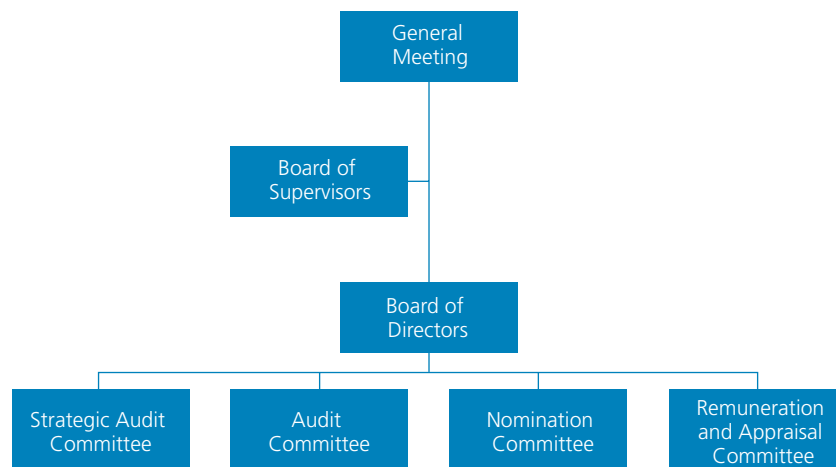 General
Meeting
Board of
Supervisors
Board of
Directors
Strategic Audit
Committee
Audit
Committee
Nomination
Committee
Remuneration
and Appraisal
Committee